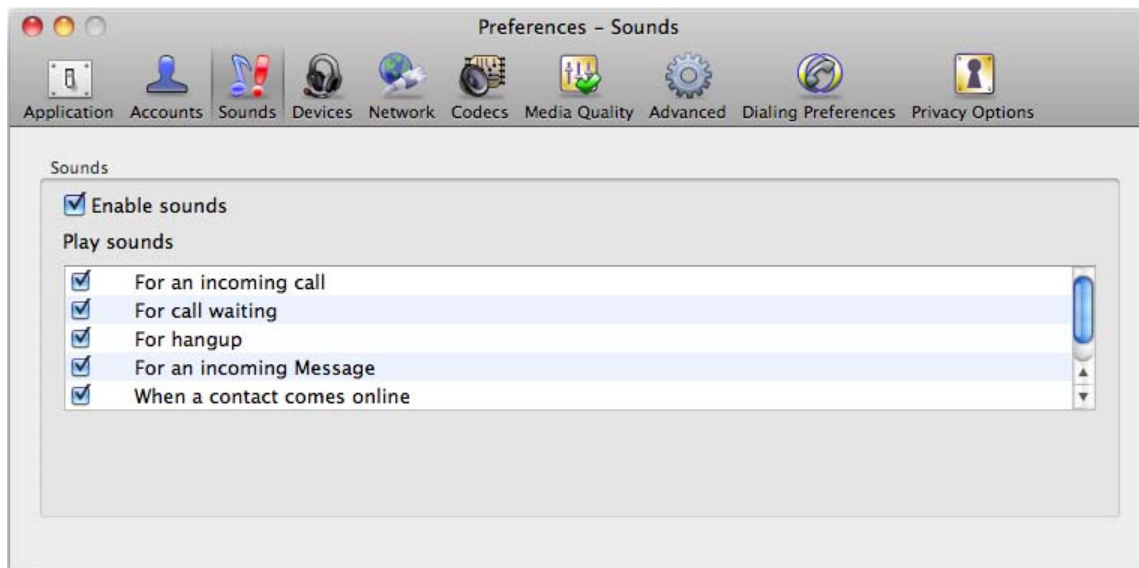 Preferences – Sounds
Application Accounts Sounds Devices Network Codecs Media Quality Advanced Dialing Preferences Privacy Options
Sounds
Enable sounds
Play sounds
For an incoming call
For call waiting
For hangup
For an incoming Message
When a contact comes online